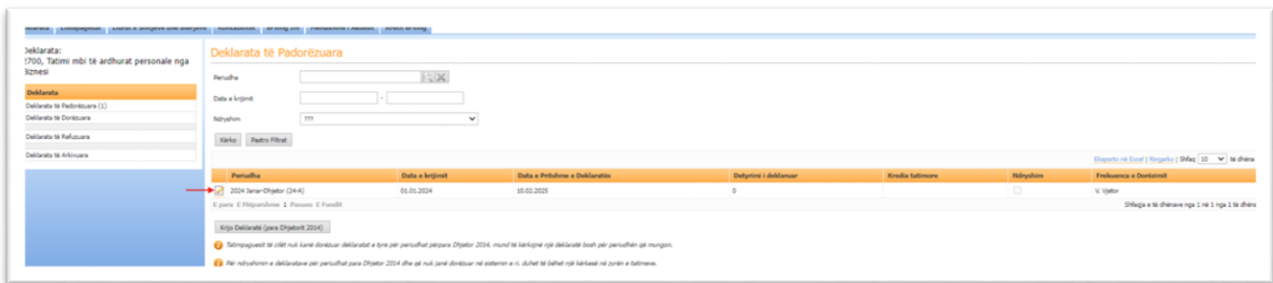 Deklarata:
2700, Tatimi mbi të ardhurat personale nga
Biznesi
Deklarata
Deklarata të Padorëzuara (1)
Deklarata të Dorëzuara
Deklarata të Refuzuara
Deklarata të Arkivuara
Deklarata të Padorëzuara
Periudha
Data e krijimit
-
Ndryshim
???
Kërko Pastro Filtrat
Eksporto në Excel | Ringarko | Shfaq 10 të dhëna
Periudha Data e krijimit Data e Pritshme e Deklaratës Detyrimi i deklaruar Kredia tatimore Ndryshim Frekuenca e Dorëzimit
2024 Janar-Dhjetor (24-A) 01.01.2024 10.02.2025 0 V, Vjetor
E para E Mëparshme 1 Pasues E Fundit Shfaqja e të dhënave nga 1 në 1 nga 1 të dhëna
Krijo Deklaratë (para Dhjetorit 2014)
Tatimpaguesit të cilët nuk kanë dorëzuar deklaratat e tyre për periudhat përpara Dhjetor 2014, mund të kërkojnë një deklaratë bosh për periudhën që mungon.
Për ndryshimin e deklaratave për periudhat para Dhjetor 2014 dhe që nuk janë dorëzuar në sistemin e ri, duhet të bëhet një kërkesë në zyrën e tatimeve.